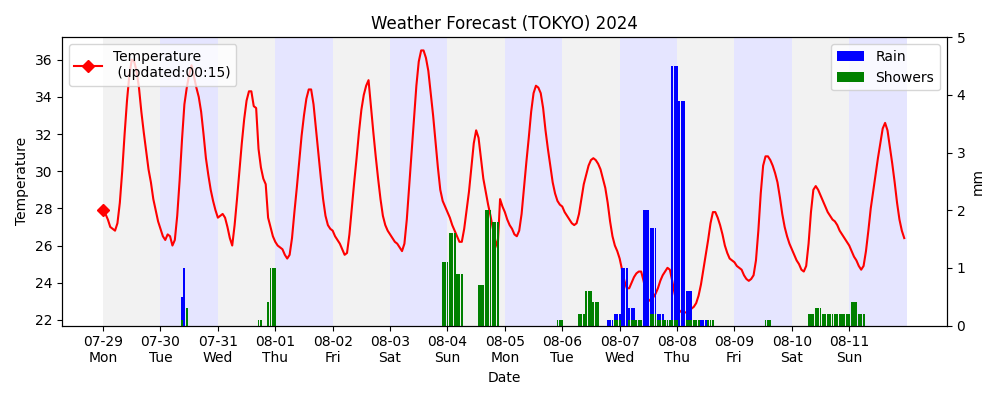 Weather Forecast (TOKYO) 2024
Temperature
(updated:00:15)
Rain
Showers
Temperature
36
34
32
30
28
26
24
22
5
4
3
2
1
0
mm
07-29 07-30 07-31 08-01 08-02 08-03 08-04 08-05 08-06 08-07 08-08 08-09 08-10 08-11
Mon Tue Wed Thu Fri Sat Sun Mon Tue Wed Thu Fri Sat Sun
Date